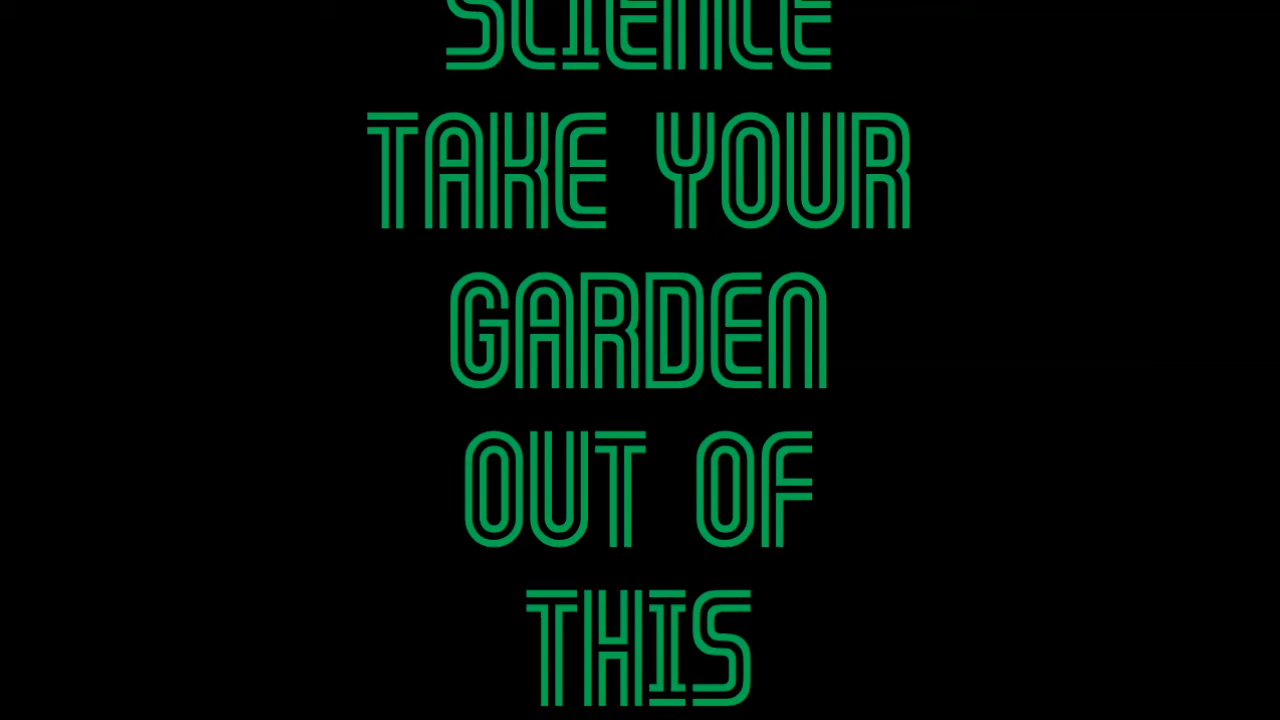 SCIENCE
TAKE YOUR
GARDEN
OUT OF
THIS